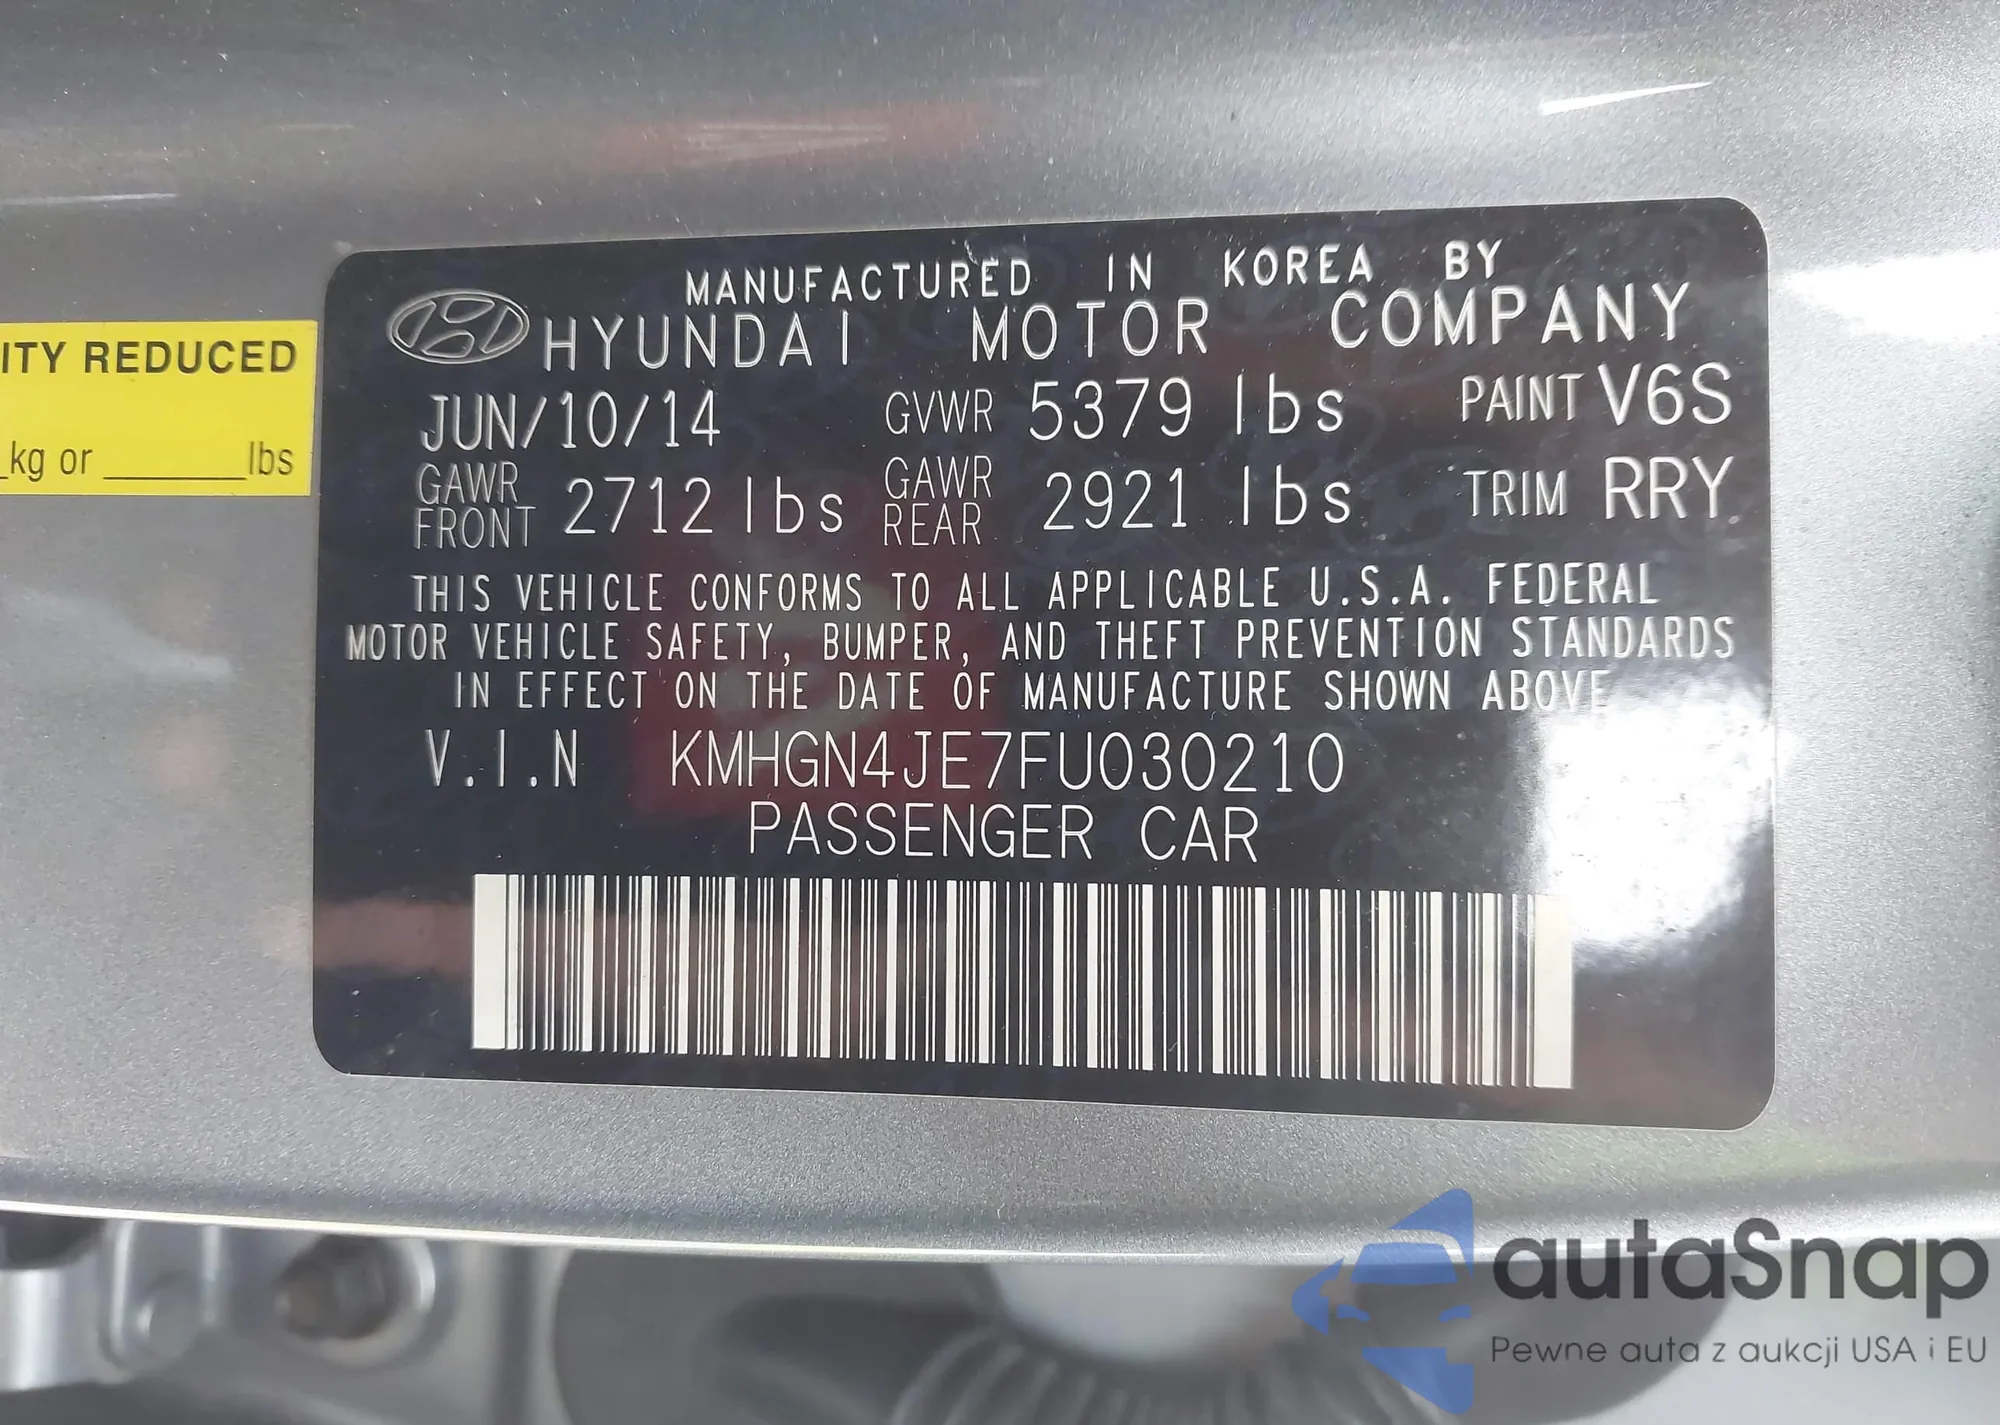 MANUFACTURED IN KOREA BY
HYUNDAI MOTOR COMPANY
JUN/10/14 GVWR 5379 lbs PAINT V6S
GAWR FRONT 2712 lbs GAWR REAR 2921 lbs TRIM RRY
THIS VEHICLE CONFORMS TO ALL APPLICABLE U.S.A. FEDERAL
MOTOR VEHICLE SAFETY, BUMPER, AND THEFT PREVENTION STANDARDS
IN EFFECT ON THE DATE OF MANUFACTURE SHOWN ABOVE
V.I.N KMHGN4JE7FU030210
PASSENGER CAR
ITY REDUCED
kg or ______lbs
autaSnap
Pewne auta z aukcji USA i EU